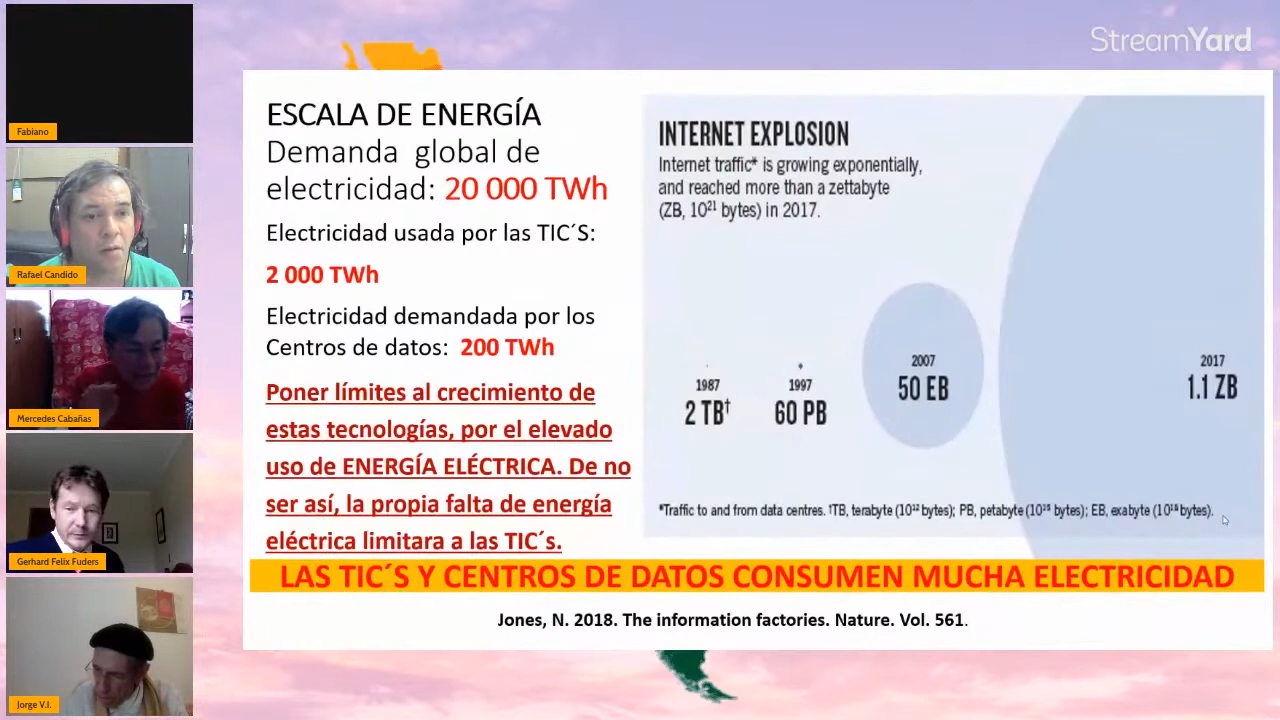 StreamYard
ESCALA DE ENERGÍA
Demanda global de
electricidad: 20 000 TWh
Electricidad usada por las TIC´S:
2 000 TWh
Electricidad demandada por los
Centros de datos: 200 TWh
Poner límites al crecimiento de
estas tecnologías, por el elevado
uso de ENERGÍA ELÉCTRICA. De no
ser así, la propia falta de energía
eléctrica limitara a las TIC´s.
INTERNET EXPLOSION
Internet traffic* is growing exponentially,
and reached more than a zettabyte
(ZB, 10²¹ bytes) in 2017.
1987
2 TB†
1997
60 PB
2007
50 EB
2017
1.1 ZB
*Traffic to and from data centres. †TB, terabyte (10¹² bytes); PB, petabyte (10¹⁵ bytes); EB, exabyte (10¹⁸ bytes).
LAS TIC´S Y CENTROS DE DATOS CONSUMEN MUCHA ELECTRICIDAD
Jones, N. 2018. The information factories. Nature. Vol. 561.
Fabiano
Rafael Candido
Mercedes Cabañas
Gerhard Felix Fuders
Jorge V.I.